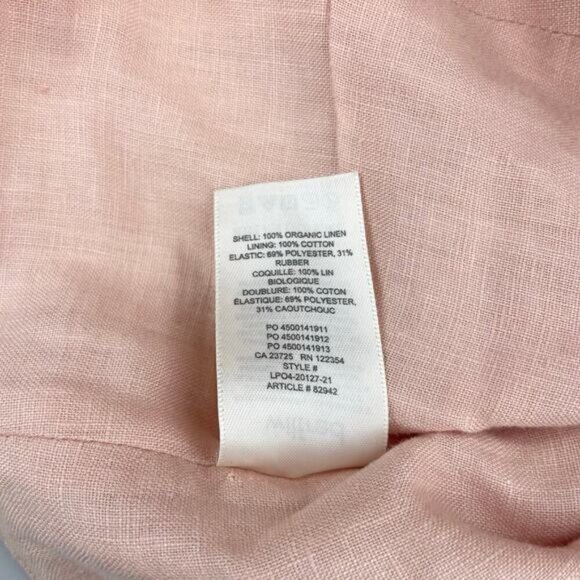 SHELL: 100% ORGANIC LINEN
LINING: 100% COTTON
ELASTIC: 69% POLYESTER, 31%
RUBBER
COQUILLE: 100% LIN
BIOLOGIQUE
DOUBLURE: 100% COTON
ÉLASTIQUE: 69% POLYESTER,
31% CAOUTCHOUC
PO 4500141911
PO 4500141912
PO 4500141913
CA 23725 RN 122354
STYLE #
LPO4-20127-21
ARTICLE # 82942
wilfred